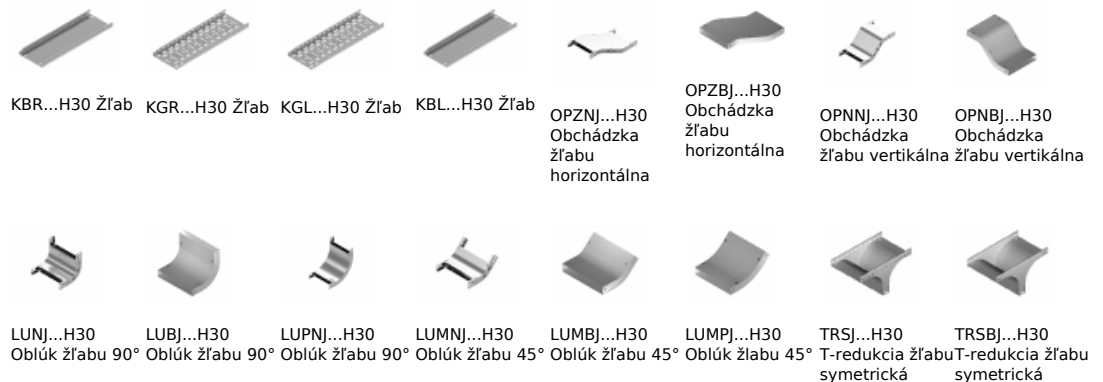 KBR...H30 Žľab
KGR...H30 Žľab
KGL...H30 Žľab
KBL...H30 Žľab
OPZNJ...H30
Obchádzka
žľabu
horizontálna
OPZBJ...H30
Obchádzka
žľabu
horizontálna
OPNNJ...H30
Obchádzka
žľabu vertikálna
OPNBJ...H30
Obchádzka
žľabu vertikálna
LUNJ...H30
Oblúk žľabu 90°
LUBJ...H30
Oblúk žľabu 90°
LUPNJ...H30
Oblúk žľabu 90°
LUMNJ...H30
Oblúk žľabu 45°
LUMBJ...H30
Oblúk žľabu 45°
LUMPJ...H30
Oblúk žlabu 45°
TRSJ...H30
T-redukcia žľabu
symetrická
TRSBJ...H30
T-redukcia žľabu
symetrická